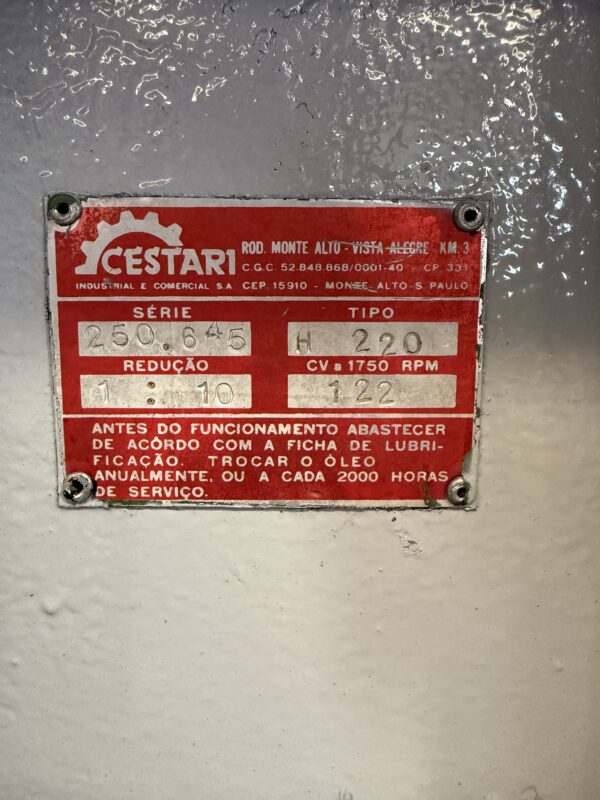 CESTARI
INDUSTRIAL E COMERCIAL S.A
ROD. MONTE ALTO - VISTA ALEGRE KM. 3
C.G.C. 52.848.868/0001-40 - CP 331
CEP. 15910 - MONTE ALTO - S. PAULO
SÉRIE TIPO
250.645 H 220
REDUÇÃO CV a 1750 RPM
1 : 10 122
ANTES DO FUNCIONAMENTO ABASTECER
DE ACÔRDO COM A FICHA DE LUBRI-
FICAÇÃO. TROCAR O ÓLEO
ANUALMENTE, OU A CADA 2000 HORAS
DE SERVIÇO.